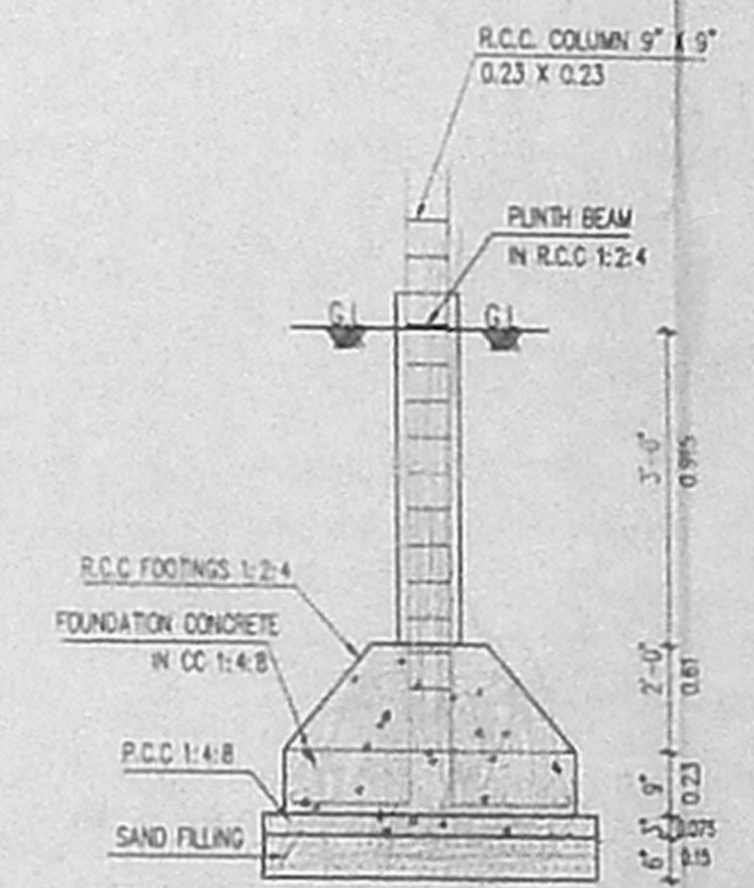 R.C.C. COLUMN 9" X 9"
0.23 X 0.23
PLINTH BEAM
IN R.C.C 1:2:4
G.L
G.L
3'-0"
0.915
R.C.C FOOTINGS 1:2:4
FOUNDATION CONCRETE
IN CC 1:4:8
2'-0"
0.61
P.C.C 1:4:8
9"
0.23
3"
0.075
SAND FILLING
6"
0.15